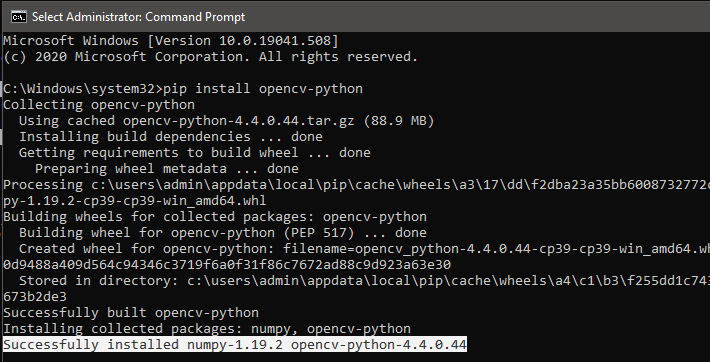 Select Administrator: Command Prompt
Microsoft Windows [Version 10.0.19041.508]
(c) 2020 Microsoft Corporation. All rights reserved.
C:\Windows\system32>pip install opencv-python
Collecting opencv-python
Using cached opencv-python-4.4.0.44.tar.gz (88.9 MB)
Installing build dependencies ... done
Getting requirements to build wheel ... done
Preparing wheel metadata ... done
Processing c:\users\admin\appdata\local\pip\cache\wheels\a3\17\dd\f2dba23a35bb6008732772c
py-1.19.2-cp39-cp39-win_amd64.whl
Building wheels for collected packages: opencv-python
Building wheel for opencv-python (PEP 517) ... done
Created wheel for opencv-python: filename=opencv_python-4.4.0.44-cp39-cp39-win_amd64.wh
0d9488a409d564c94346c3719f6a0f31f86c7672ad88c9d923a63e30
Stored in directory: c:\users\admin\appdata\local\pip\cache\wheels\a4\c1\b3\f255dd1c743
673b2de3
Successfully built opencv-python
Installing collected packages: numpy, opencv-python
Successfully installed numpy-1.19.2 opencv-python-4.4.0.44